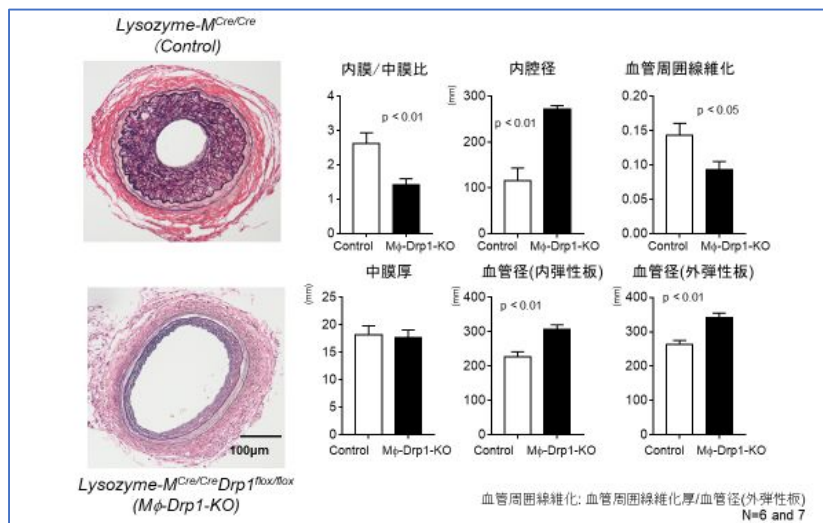 Lysozyme-M^Cre/Cre
(Control)
内膜/中膜比
4
3
2
1
0
p < 0.01
Control Mϕ-Drp1-KO
内腔径
(mm)
300
200
100
0
p < 0.01
Control Mϕ-Drp1-KO
血管周囲線維化
0.20
0.15
0.10
0.05
0.00
p < 0.05
Control Mϕ-Drp1-KO
中膜厚
(mm)
25
20
15
10
5
0
Control Mϕ-Drp1-KO
血管径(内弾性板)
(mm)
400
300
200
100
0
p < 0.01
Control Mϕ-Drp1-KO
血管径(外弾性板)
(mm)
400
300
200
100
0
p < 0.01
Control Mϕ-Drp1-KO
100μm
Lysozyme-M^Cre/Cre Drp1^flox/flox
(Mϕ-Drp1-KO)
血管周囲線維化: 血管周囲線維化厚/血管径(外弾性板)
N=6 and 7